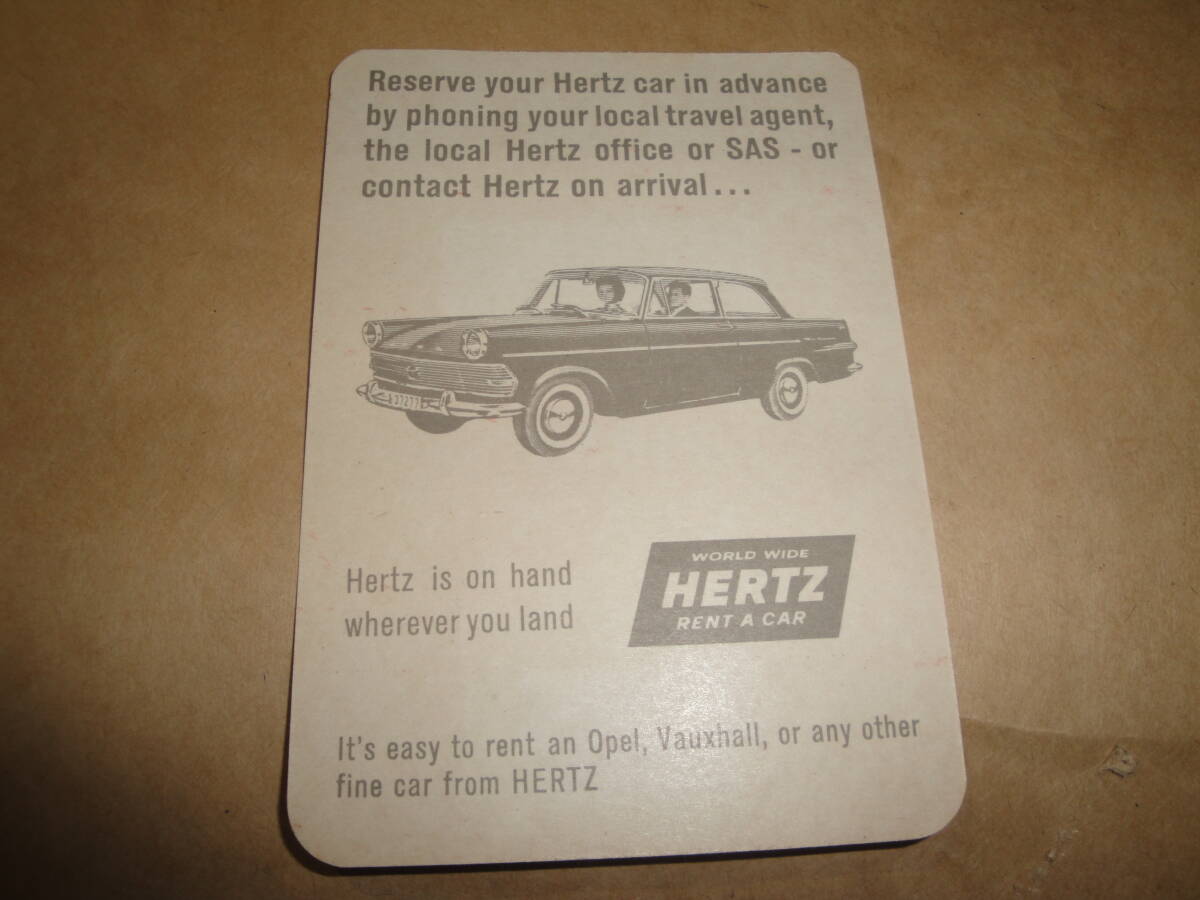 Reserve your Hertz car in advance
by phoning your local travel agent,
the local Hertz office or SAS - or
contact Hertz on arrival...
Hertz is on hand
wherever you land
WORLD WIDE
HERTZ
RENT A CAR
It's easy to rent an Opel, Vauxhall, or any other
fine car from HERTZ